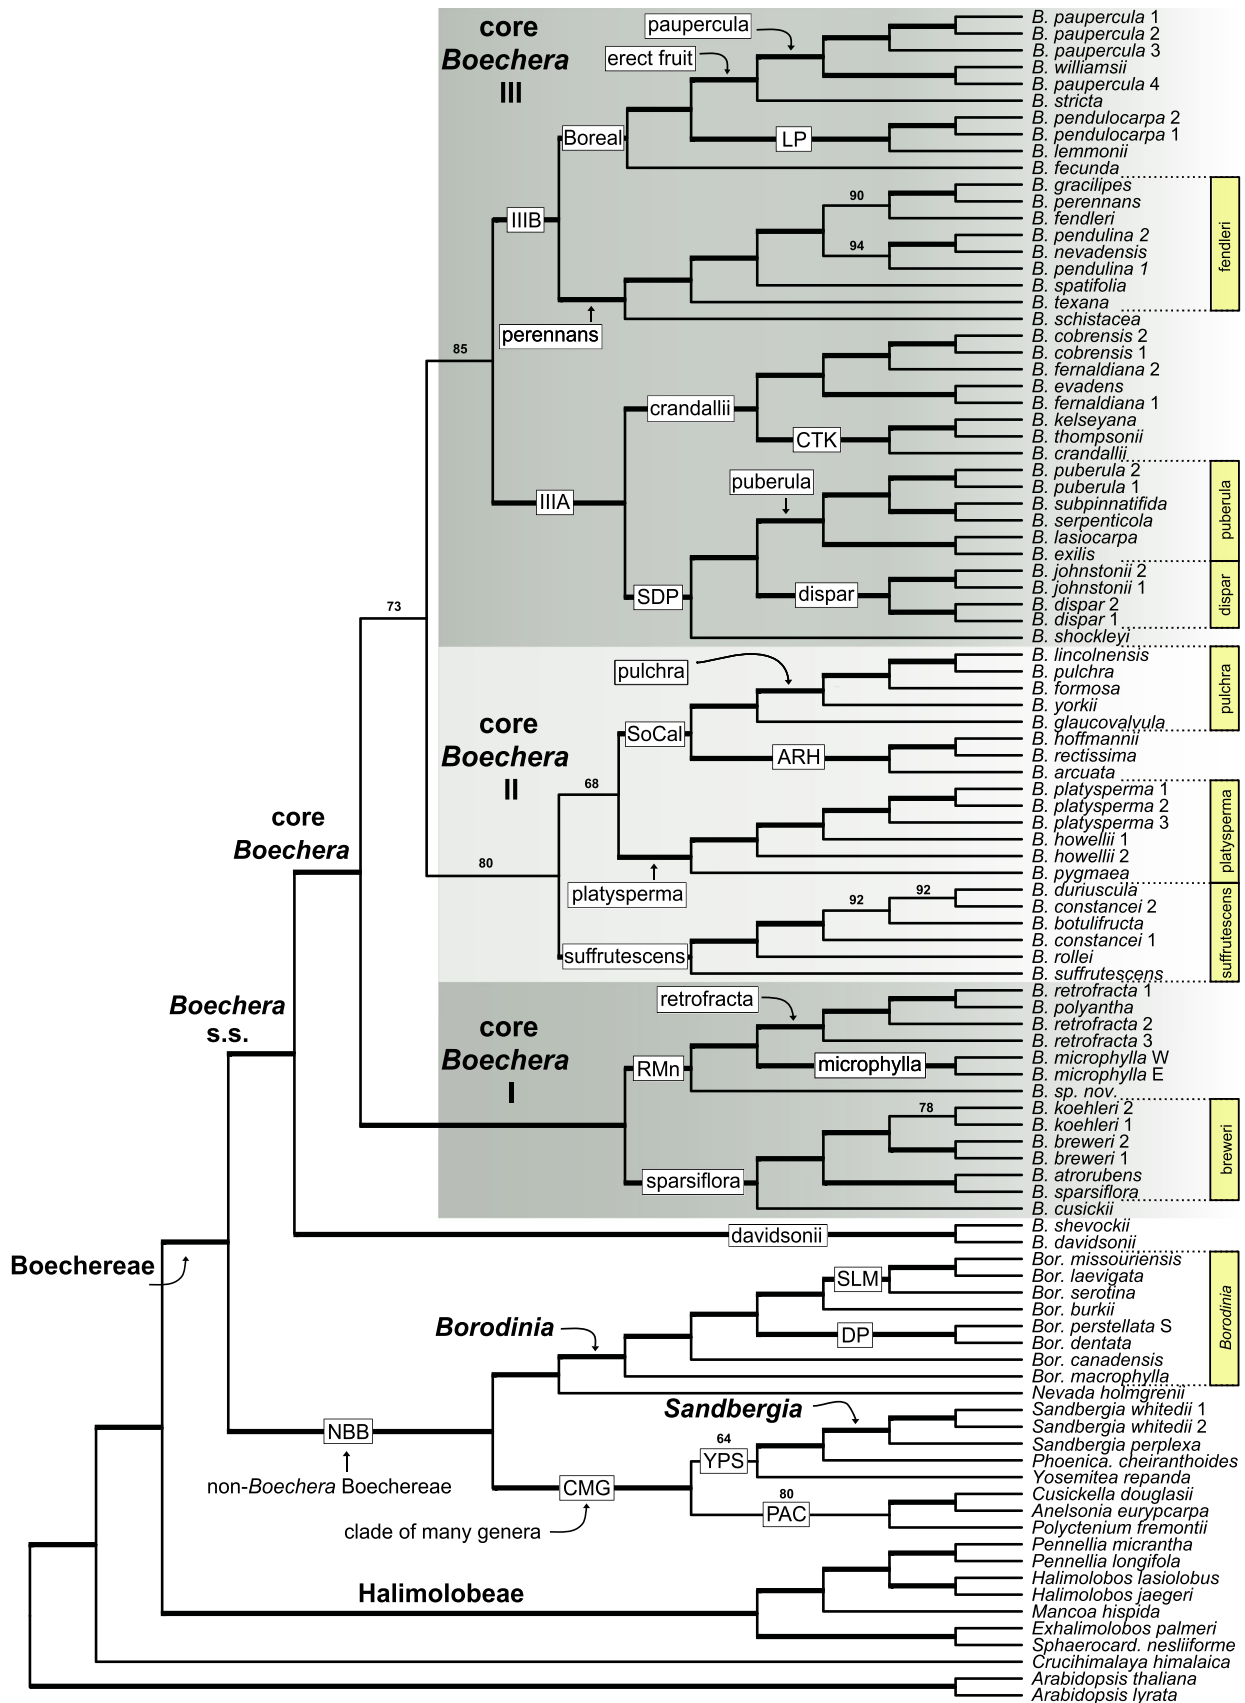 core
Boechera
III
paupercula
erect fruit
Boreal
LP
IIIB
90
94
perennans
85
crandallii
CTK
IIIA
puberula
SDP
dispar
73
pulchra
core
Boechera
II
SoCal
ARH
68
80
platysperma
92
92
suffrutescens
core
Boechera
retrofracta
core
Boechera
I
RMn
microphylla
78
sparsiflora
Boechera
s.s.
davidsonii
Boechereae
SLM
DP
Borodinia
NBB
non-Boechera Boechereae
Sandbergia
64
YPS
CMG
80
PAC
clade of many genera
Halimolobeae
B. paupercula 1
B. paupercula 2
B. paupercula 3
B. williamsii
B. paupercula 4
B. stricta
B. pendulocarpa 2
B. pendulocarpa 1
B. lemmonii
B. fecunda
B. gracilipes
B. perennans
B. fendleri
B. pendulina 2
B. nevadensis
B. pendulina 1
B. spatifolia
B. texana
B. schistacea
B. cobrensis 2
B. cobrensis 1
B. fernaldiana 2
B. evadens
B. fernaldiana 1
B. kelseyana
B. thompsonii
B. crandallii
B. puberula 2
B. puberula 1
B. subpinnatifida
B. serpenticola
B. lasiocarpa
B. exilis
B. johnstonii 2
B. johnstonii 1
B. dispar 2
B. dispar 1
B. shockleyi
B. lincolnensis
B. pulchra
B. formosa
B. yorkii
B. glaucovalvula
B. hoffmannii
B. rectissima
B. arcuata
B. platysperma 1
B. platysperma 2
B. platysperma 3
B. howellii 1
B. howellii 2
B. pygmaea
B. duriuscula
B. constancei 2
B. botulifructa
B. constancei 1
B. rollei
B. suffrutescens
B. retrofracta 1
B. polyantha
B. retrofracta 2
B. retrofracta 3
B. microphylla W
B. microphylla E
B. sp. nov.
B. koehleri 2
B. koehleri 1
B. breweri 2
B. breweri 1
B. atrorubens
B. sparsiflora
B. cusickii
B. shevockii
B. davidsonii
Bor. missouriensis
Bor. laevigata
Bor. serotina
Bor. burkii
Bor. perstellata S
Bor. dentata
Bor. canadensis
Bor. macrophylla
Nevada holmgrenii
Sandbergia whitedii 1
Sandbergia whitedii 2
Sandbergia perplexa
Phoenica. cheiranthoides
Yosemitea repanda
Cusickella douglasii
Anelsonia eurypcarpa
Polyctenium fremontii
Pennellia micrantha
Pennellia longifola
Halimolobos lasiolobus
Halimolobos jaegeri
Mancoa hispida
Exhalimolobos palmeri
Sphaerocard. nesliiforme
Crucihimalaya himalaica
Arabidopsis thaliana
Arabidopsis lyrata
fendleri
puberula
dispar
pulchra
platysperma
suffrutescens
breweri
Borodinia